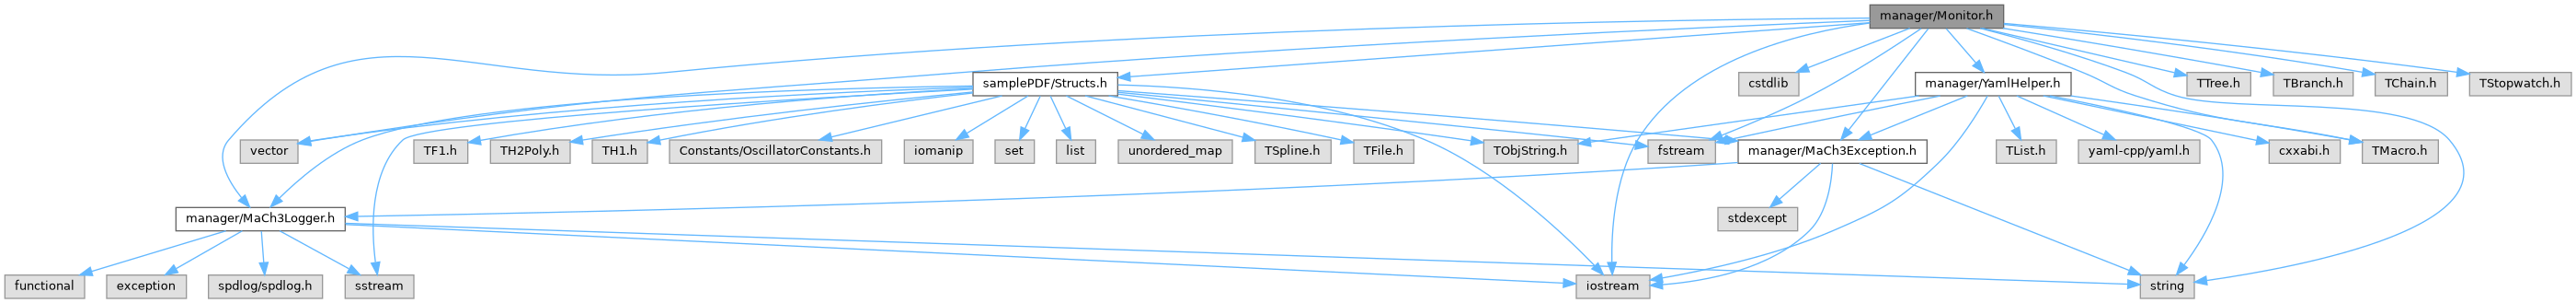 manager/Monitor.h
samplePDF/Structs.h
cstdlib
manager/YamlHelper.h
TTree.h
TBranch.h
TChain.h
TStopwatch.h
vector
TF1.h
TH2Poly.h
TH1.h
Constants/OscillatorConstants.h
iomanip
set
list
unordered_map
TSpline.h
TFile.h
TObjString.h
fstream
manager/MaCh3Exception.h
TList.h
yaml-cpp/yaml.h
cxxabi.h
TMacro.h
manager/MaCh3Logger.h
stdexcept
functional
exception
spdlog/spdlog.h
sstream
iostream
string